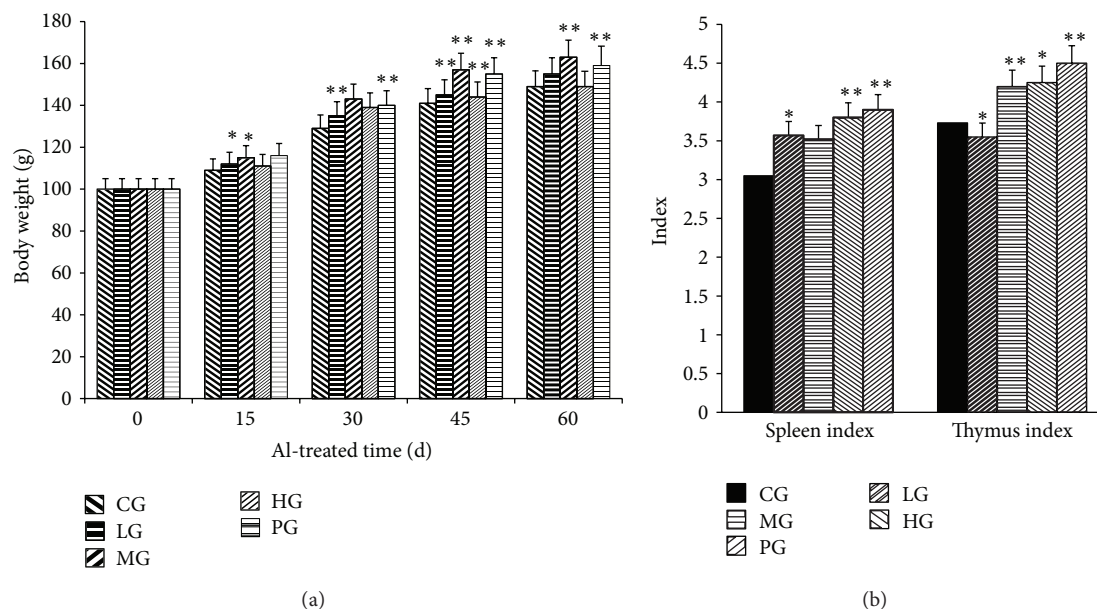 180
160
140
120
100
80
60
40
20
0
Body weight (g)
* *
** **
** ** ** **
** **
0 15 30 45 60
Al-treated time (d)
CG HG
LG PG
MG
(a)
5
4.5
4
3.5
3
2.5
2
1.5
1
0.5
0
Index
* ** **
* ** * **
Spleen index Thymus index
CG LG
MG HG
PG
(b)